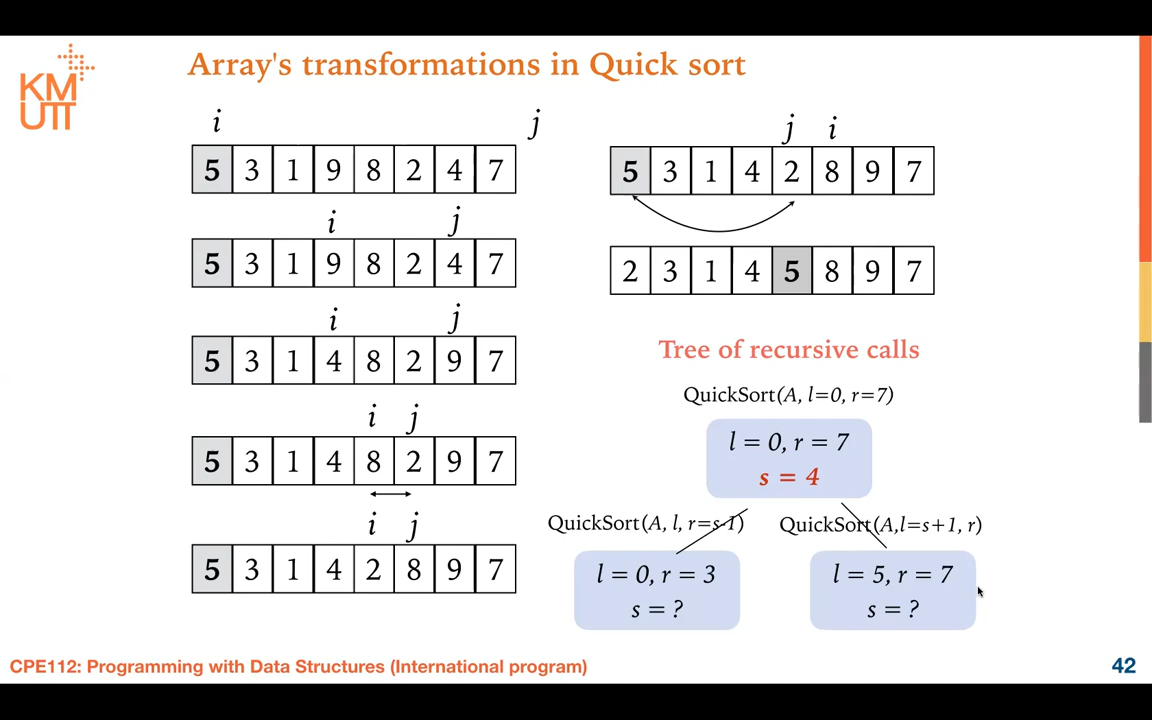 KM
UTT
Array's transformations in Quick sort
i j
5 3 1 9 8 2 4 7
i j
5 3 1 9 8 2 4 7
i j
5 3 1 4 8 2 9 7
i j
5 3 1 4 8 2 9 7
i j
5 3 1 4 2 8 9 7
j i
5 3 1 4 2 8 9 7
2 3 1 4 5 8 9 7
Tree of recursive calls
QuickSort(A, l=0, r=7)
l = 0, r = 7
s = 4
QuickSort(A, l, r=s-1)
QuickSort(A,l=s+1, r)
l = 0, r = 3
s = ?
l = 5, r = 7
s = ?
CPE112: Programming with Data Structures (International program)
42